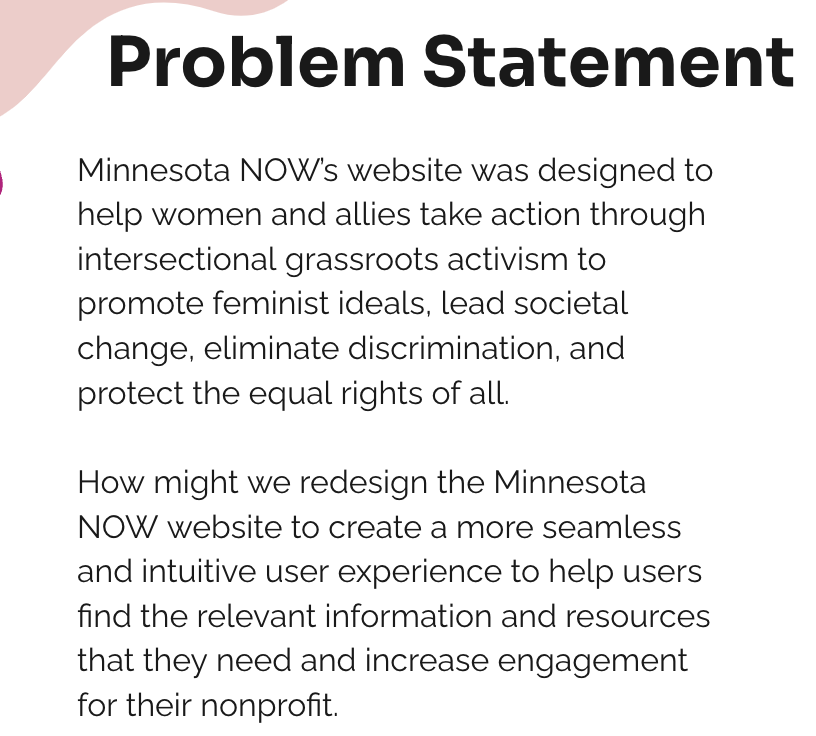 Problem Statement
Minnesota NOW’s website was designed to
help women and allies take action through
intersectional grassroots activism to
promote feminist ideals, lead societal
change, eliminate discrimination, and
protect the equal rights of all.
How might we redesign the Minnesota
NOW website to create a more seamless
and intuitive user experience to help users
find the relevant information and resources
that they need and increase engagement
for their nonprofit.